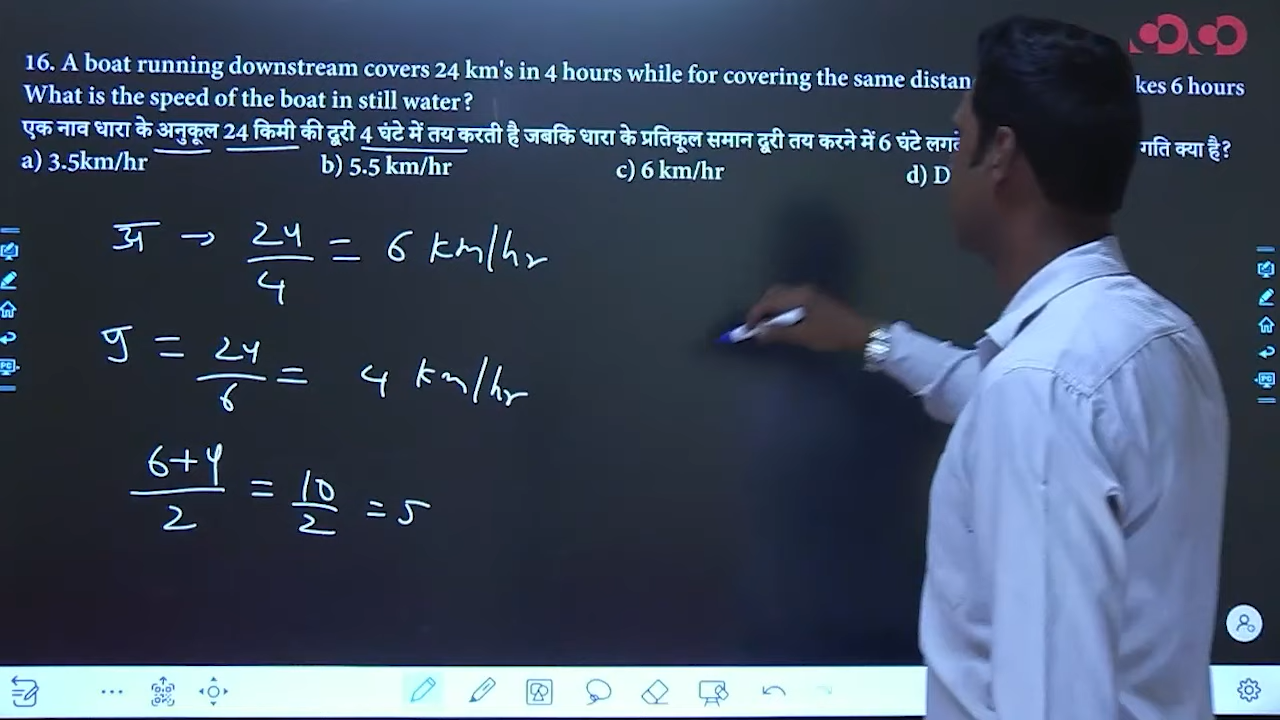 16. A boat running downstream covers 24 km's in 4 hours while for covering the same distan kes 6 hours
What is the speed of the boat in still water?
एक नाव धारा के अनुकूल 24 किमी की दूरी 4 घंटे में तय करती है जबकि धारा के प्रतिकूल समान दूरी तय करने में 6 घंटे लगते गति क्या है?
a) 3.5km/hr b) 5.5 km/hr c) 6 km/hr d) D
अ → 24/4 = 6 km/hr
प्र = 24/6 = 4 km/hr
6+4/2 = 10/2 = 5